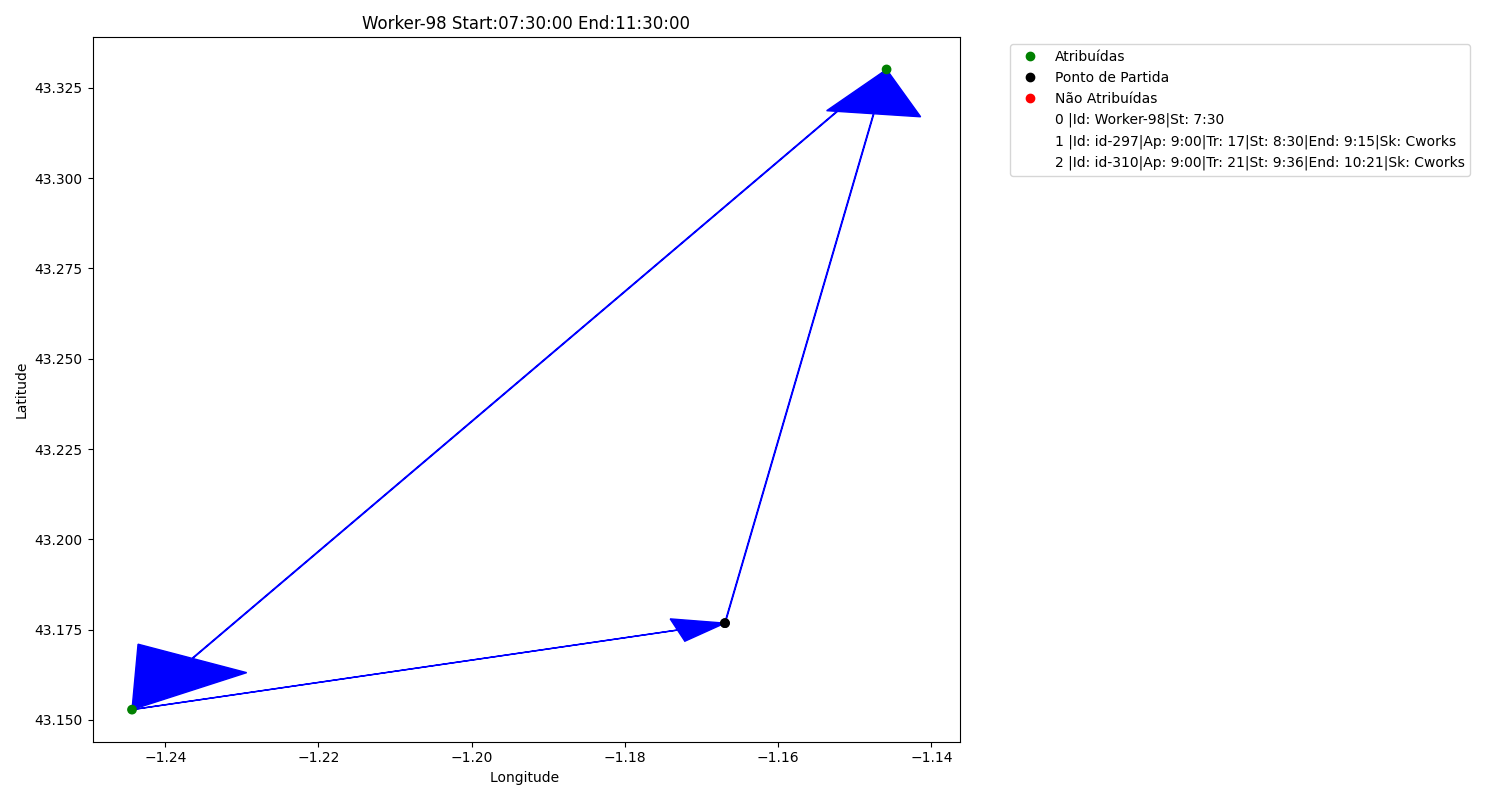 Worker-98 Start:07:30:00 End:11:30:00
Atribuídas
Ponto de Partida
Não Atribuídas
0 |Id: Worker-98|St: 7:30
1 |Id: id-297|Ap: 9:00|Tr: 17|St: 8:30|End: 9:15|Sk: Cworks
2 |Id: id-310|Ap: 9:00|Tr: 21|St: 9:36|End: 10:21|Sk: Cworks
Latitude
43.325
43.300
43.275
43.250
43.225
43.200
43.175
43.150
−1.24 −1.22 −1.20 −1.18 −1.16 −1.14
Longitude